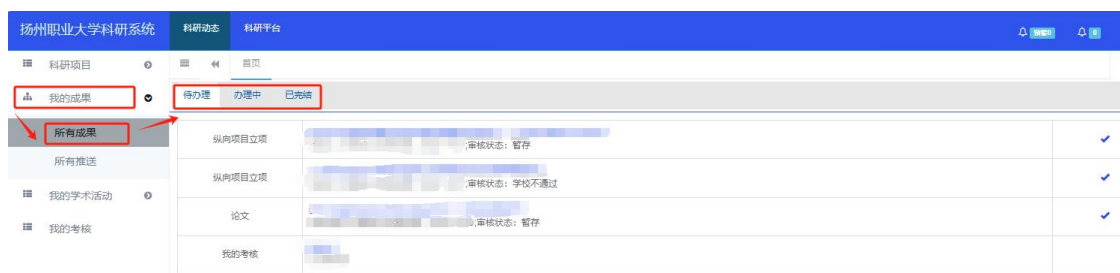 扬州职业大学科研系统 科研动态 科研平台 0
科研项目 首页
我的成果 待办理 办理中 已完结
所有成果
纵向项目立项 ;审核状态：暂存
所有推送
纵向项目立项 ;审核状态：学校不通过
我的学术活动
论文 ;审核状态：暂存
我的考核
我的考核